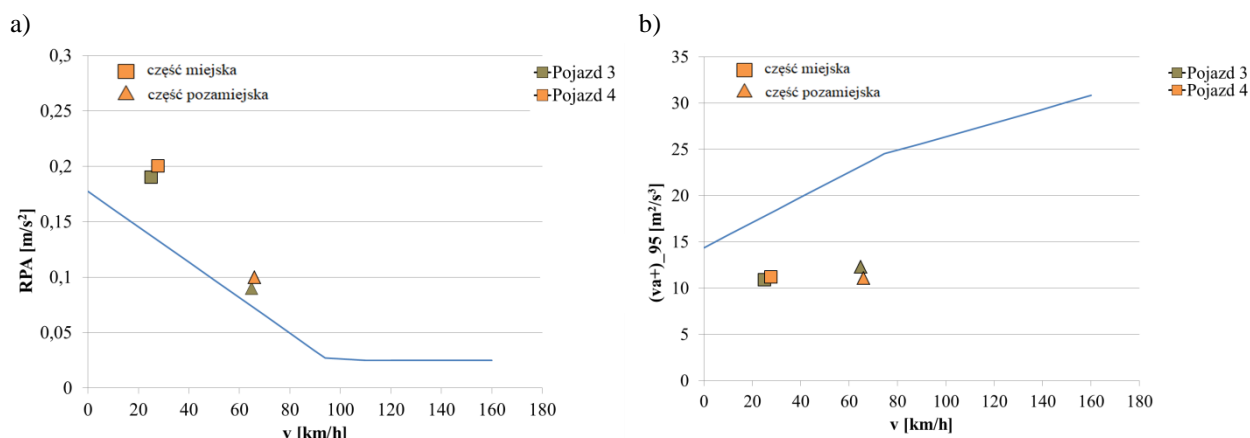 a)
0,3
0,25
0,2
0,15
0,1
0,05
0
RPA [m/s²]
0 20 40 60 80 100 120 140 160 180
v [km/h]
część miejska
część pozamiejska
Pojazd 3
Pojazd 4
b)
35
30
25
20
15
10
5
0
(va+)_95 [m²/s³]
0 20 40 60 80 100 120 140 160 180
v [km/h]
część miejska
część pozamiejska
Pojazd 3
Pojazd 4